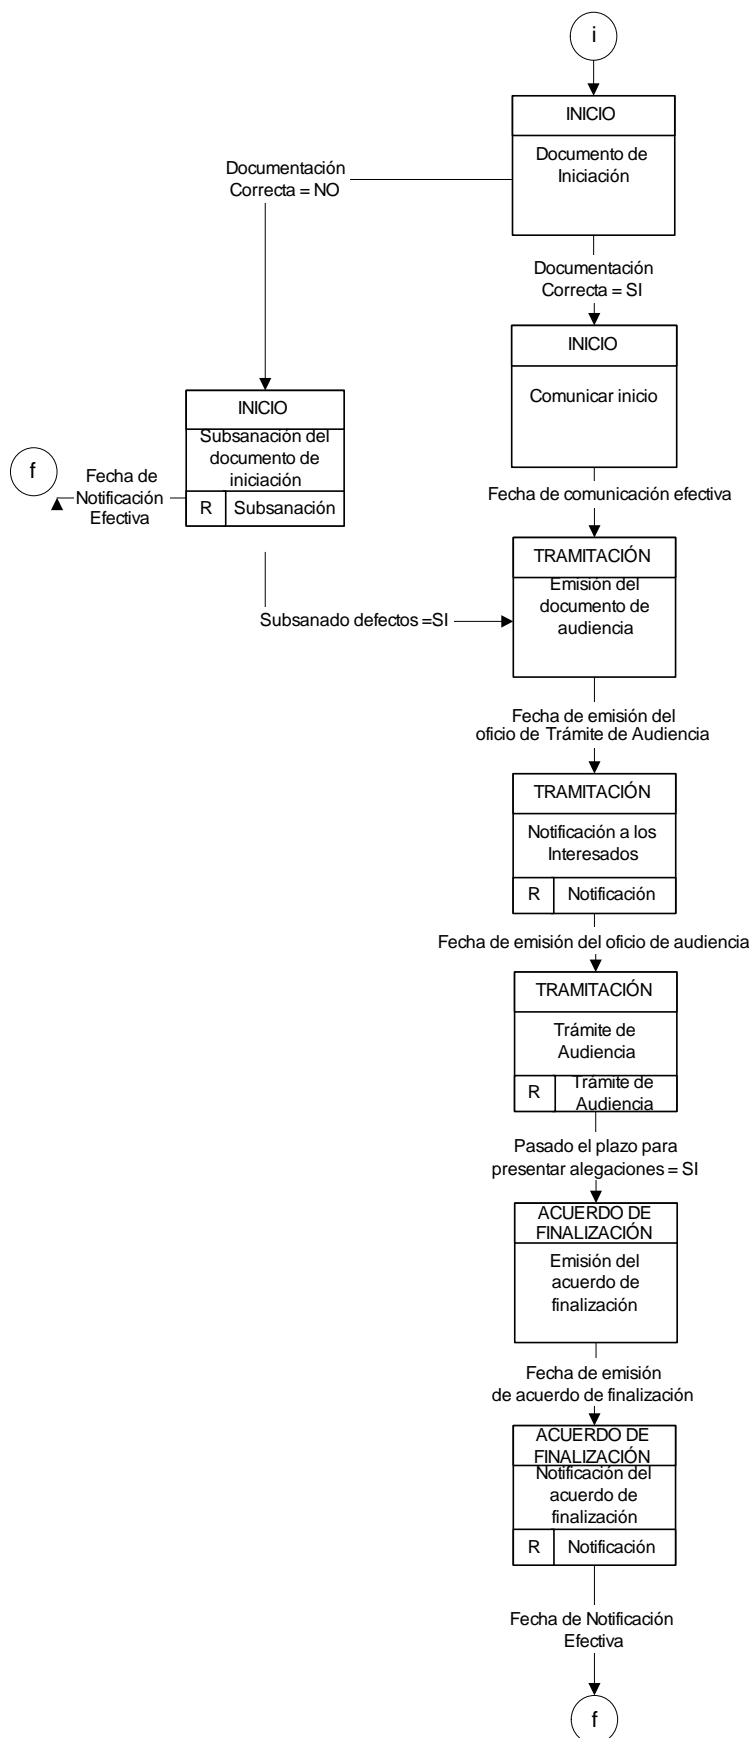 i
INICIO
Documento de
Iniciación
Documentación
Correcta = NO
Documentación
Correcta = SI
INICIO
Comunicar inicio
INICIO
Subsanación del
documento de
iniciación
R Subsanación
f
Fecha de
Notificación
Efectiva
Fecha de comunicación efectiva
TRAMITACIÓN
Emisión del
documento de
audiencia
Subsanado defectos =SI
Fecha de emisión del
oficio de Trámite de Audiencia
TRAMITACIÓN
Notificación a los
Interesados
R Notificación
Fecha de emisión del oficio de audiencia
TRAMITACIÓN
Trámite de
Audiencia
R Trámite de
Audiencia
Pasado el plazo para
presentar alegaciones = SI
ACUERDO DE
FINALIZACIÓN
Emisión del
acuerdo de
finalización
Fecha de emisión
de acuerdo de finalización
ACUERDO DE
FINALIZACIÓN
Notificación del
acuerdo de
finalización
R Notificación
Fecha de Notificación
Efectiva
f